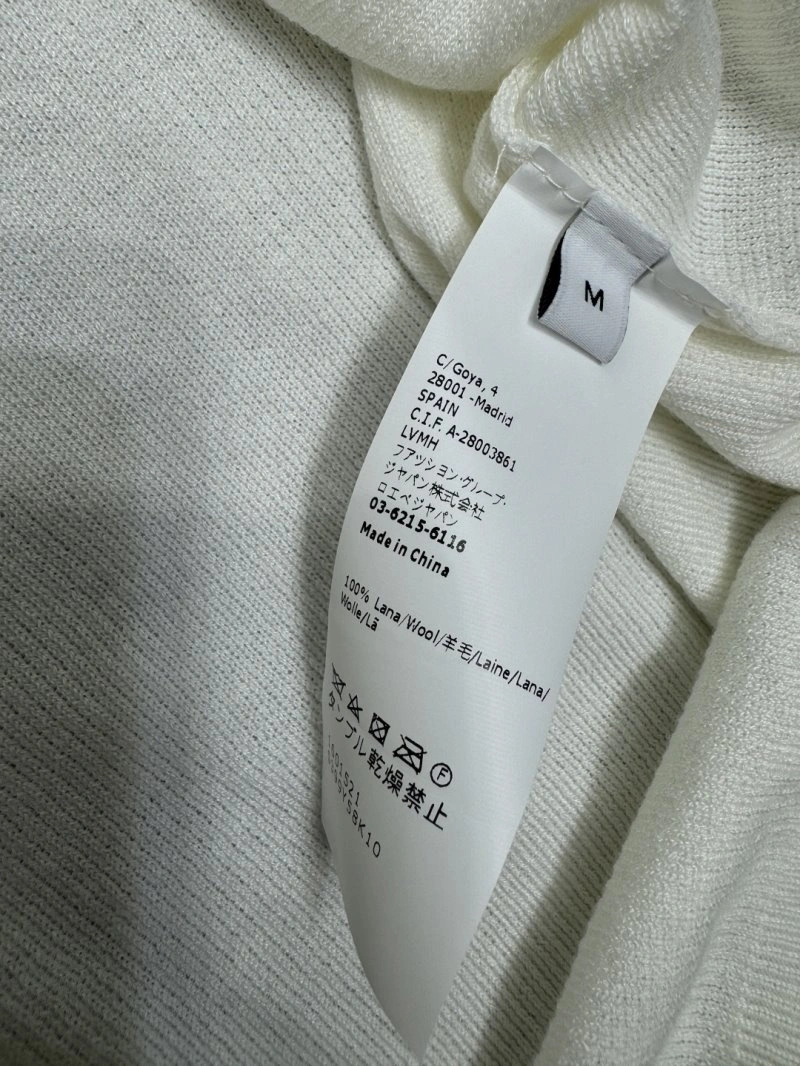 M
C/Goya, 4
28001 -Madrid
SPAIN
C.I.F. A-28003861
LVMH
ファッション・グループ・
ジャパン株式会社
ロエベジャパン
03-6215-6116
Made in China
100% Lana/Wool/羊毛/Laine/Lana/
Wolle/Lã
F
タンブル乾燥禁止